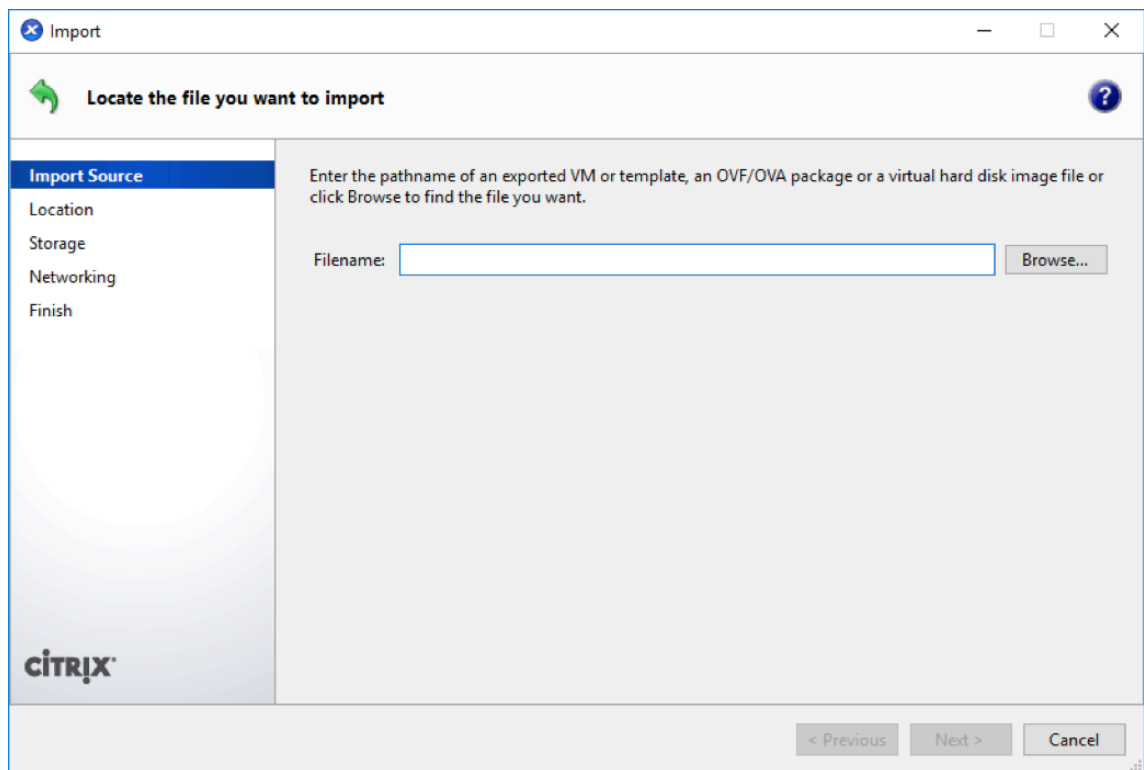 Import
Locate the file you want to import
?
Import Source
Location
Storage
Networking
Finish
Enter the pathname of an exported VM or template, an OVF/OVA package or a virtual hard disk image file or
click Browse to find the file you want.
Filename:
Browse...
CITRIX
< Previous
Next >
Cancel